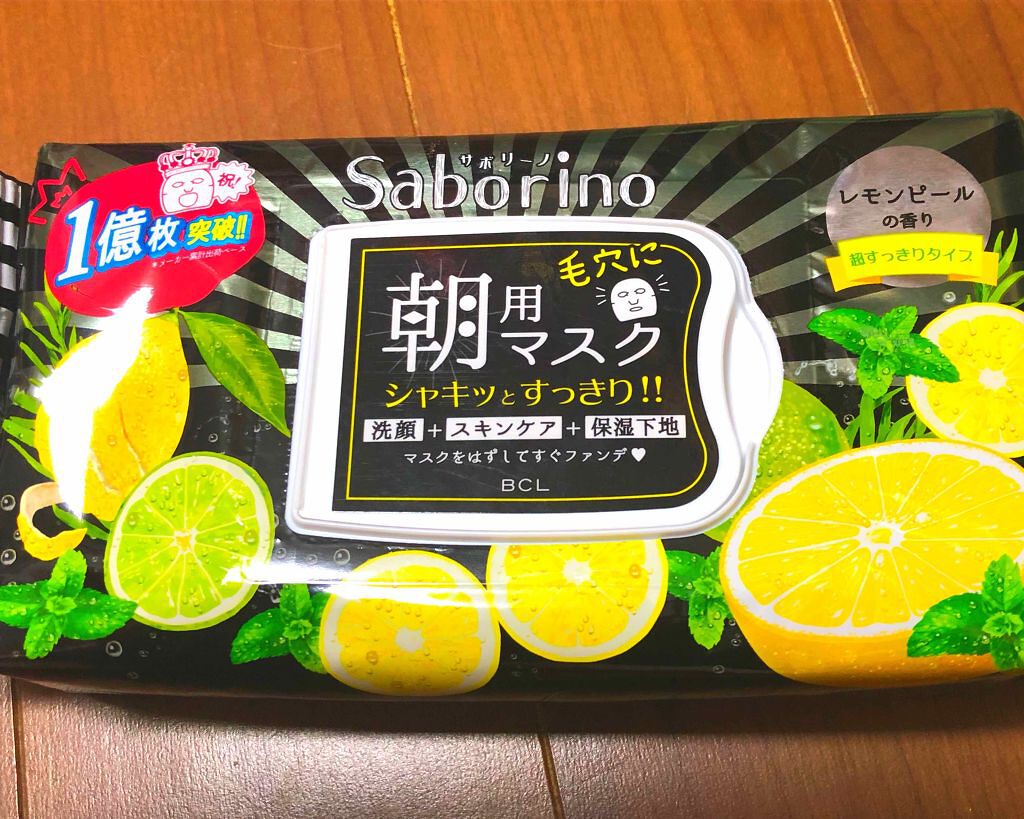 サボリーノ
Saborino
祝!
1億枚突破!!
*メーカー累計出荷ベース
レモンピール
の香り
超すっきりタイプ
毛穴に
朝用
マスク
シャキッとすっきり!!
洗顔+スキンケア+保湿下地
マスクをはずしてすぐファンデ♥
BCL